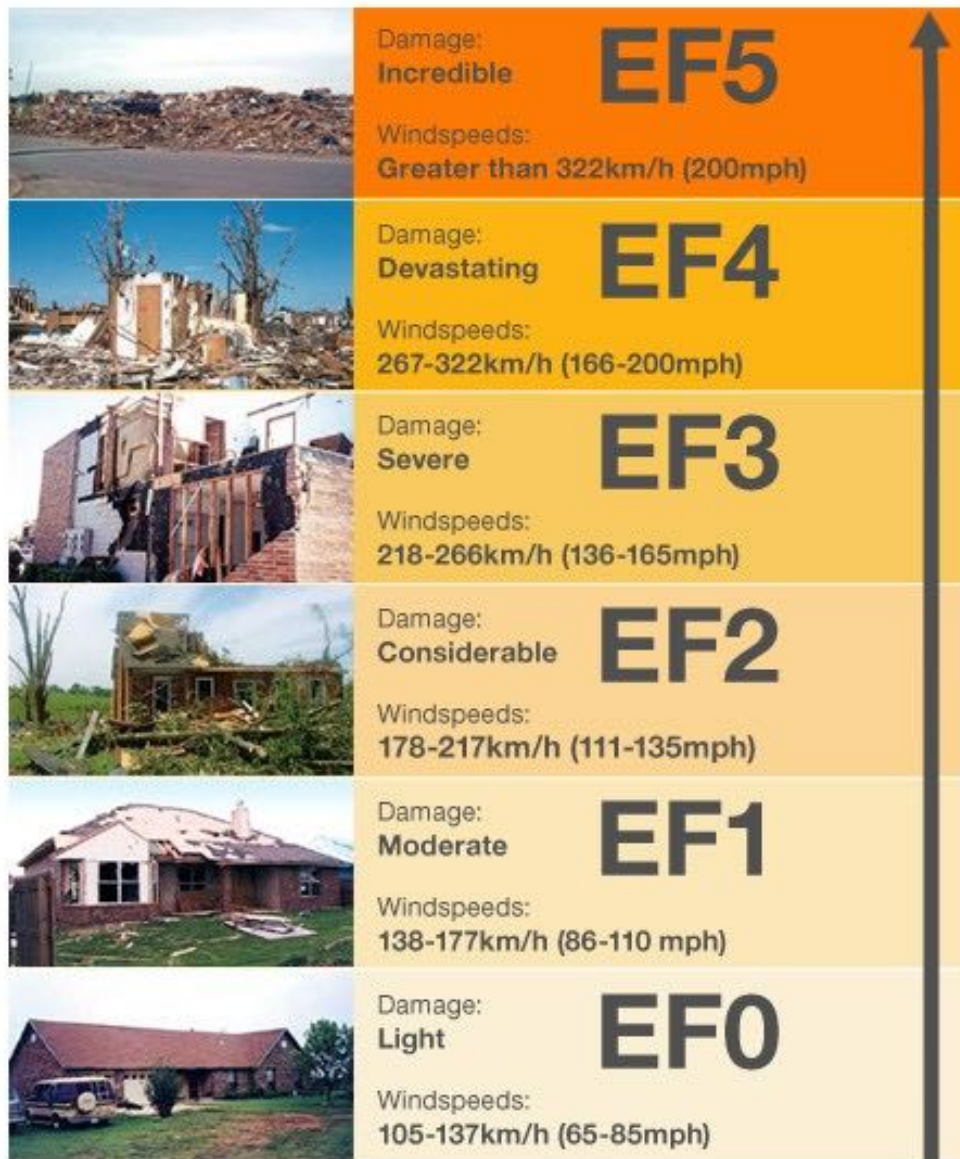 Damage:
Incredible
EF5
Windspeeds:
Greater than 322km/h (200mph)
Damage:
Devastating
EF4
Windspeeds:
267-322km/h (166-200mph)
Damage:
Severe
EF3
Windspeeds:
218-266km/h (136-165mph)
Damage:
Considerable
EF2
Windspeeds:
178-217km/h (111-135mph)
Damage:
Moderate
EF1
Windspeeds:
138-177km/h (86-110 mph)
Damage:
Light
EF0
Windspeeds:
105-137km/h (65-85mph)